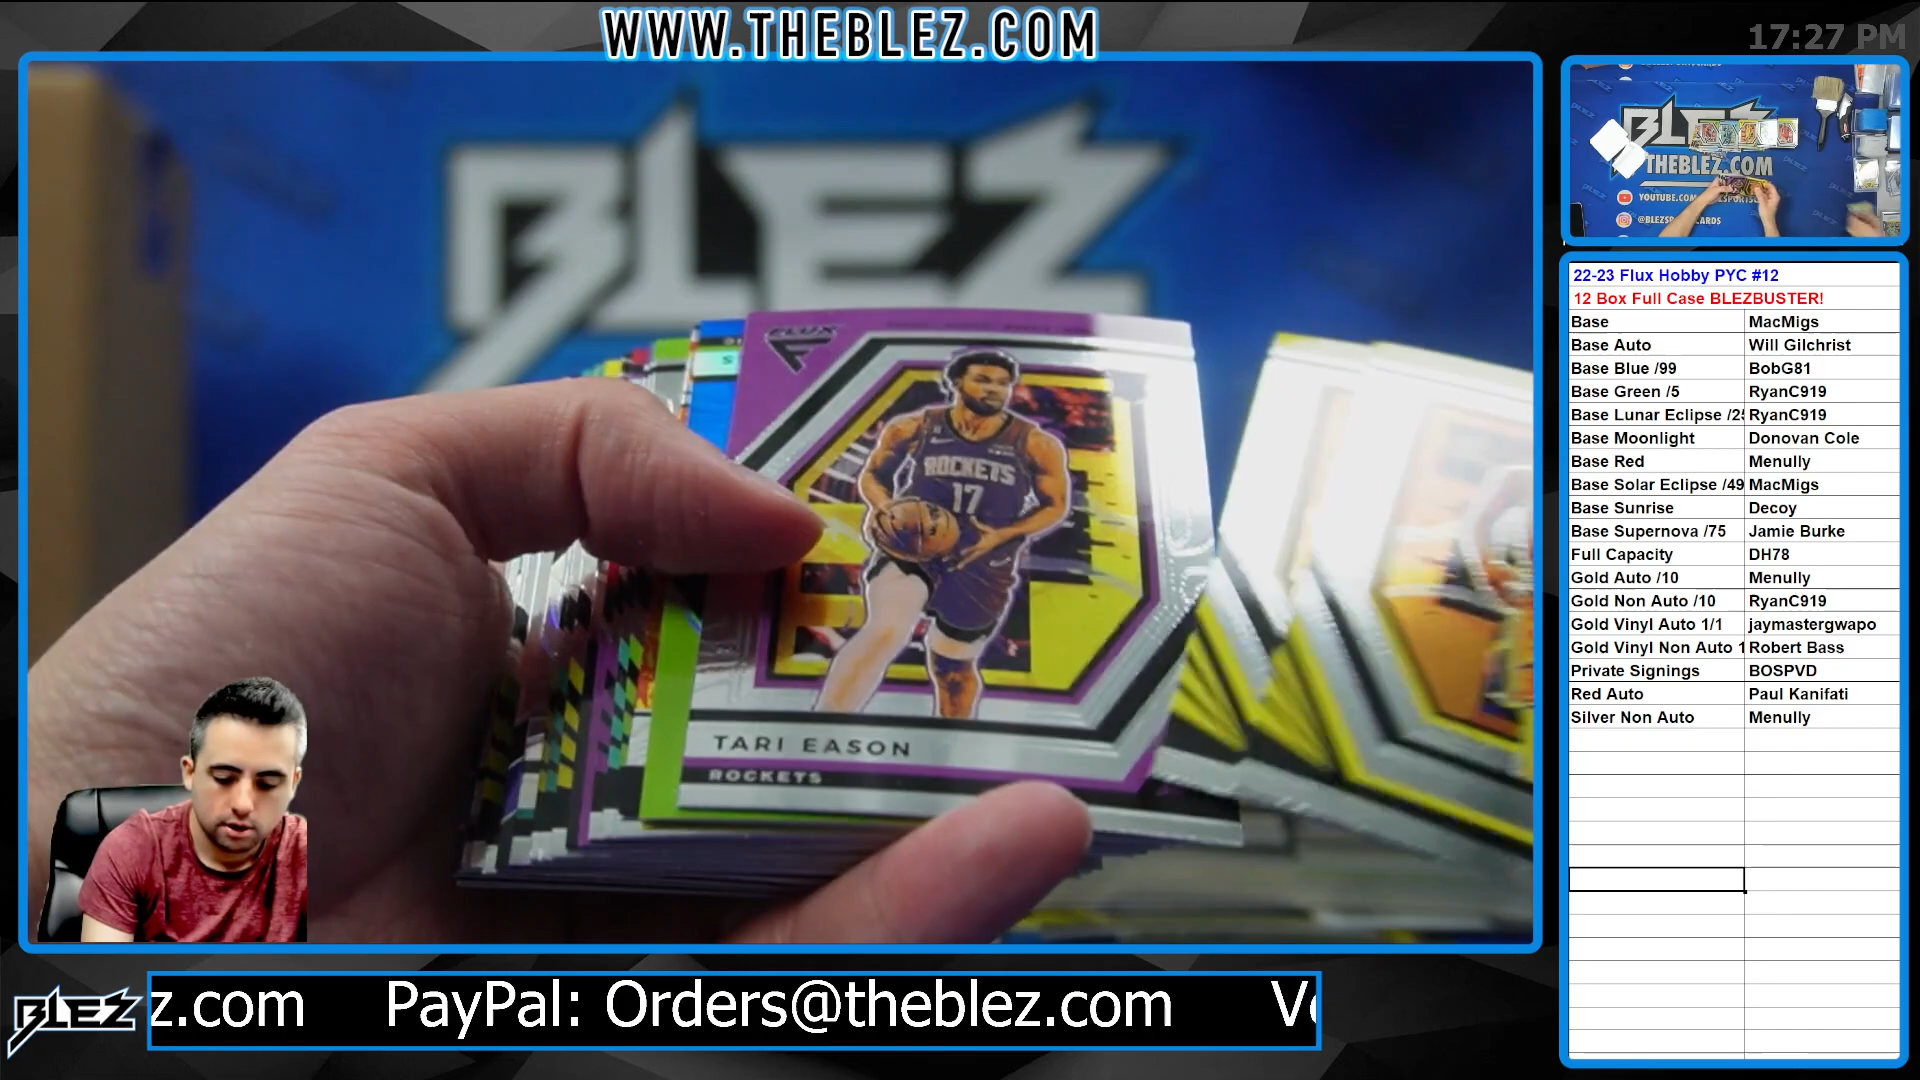 WWW.THEBLEZ.COM
17:27 PM
BLEZ
FLUX
ROCKETS
17
TARI EASON
ROCKETS
BLEZ
THEBLEZ.COM
22-23 Flux Hobby PYC #12
12 Box Full Case BLEZBUSTER!
Base MacMigs
Base Auto Will Gilchrist
Base Blue /99 BobG81
Base Green /5 RyanC919
Base Lunar Eclipse /25 RyanC919
Base Moonlight Donovan Cole
Base Red Menully
Base Solar Eclipse /49 MacMigs
Base Sunrise Decoy
Base Supernova /75 Jamie Burke
Full Capacity DH78
Gold Auto /10 Menully
Gold Non Auto /10 RyanC919
Gold Vinyl Auto 1/1 jaymastergwapo
Gold Vinyl Non Auto 1 Robert Bass
Private Signings BOSPVD
Red Auto Paul Kanifati
Silver Non Auto Menully
BLEZ
z.com PayPal: Orders@theblez.com